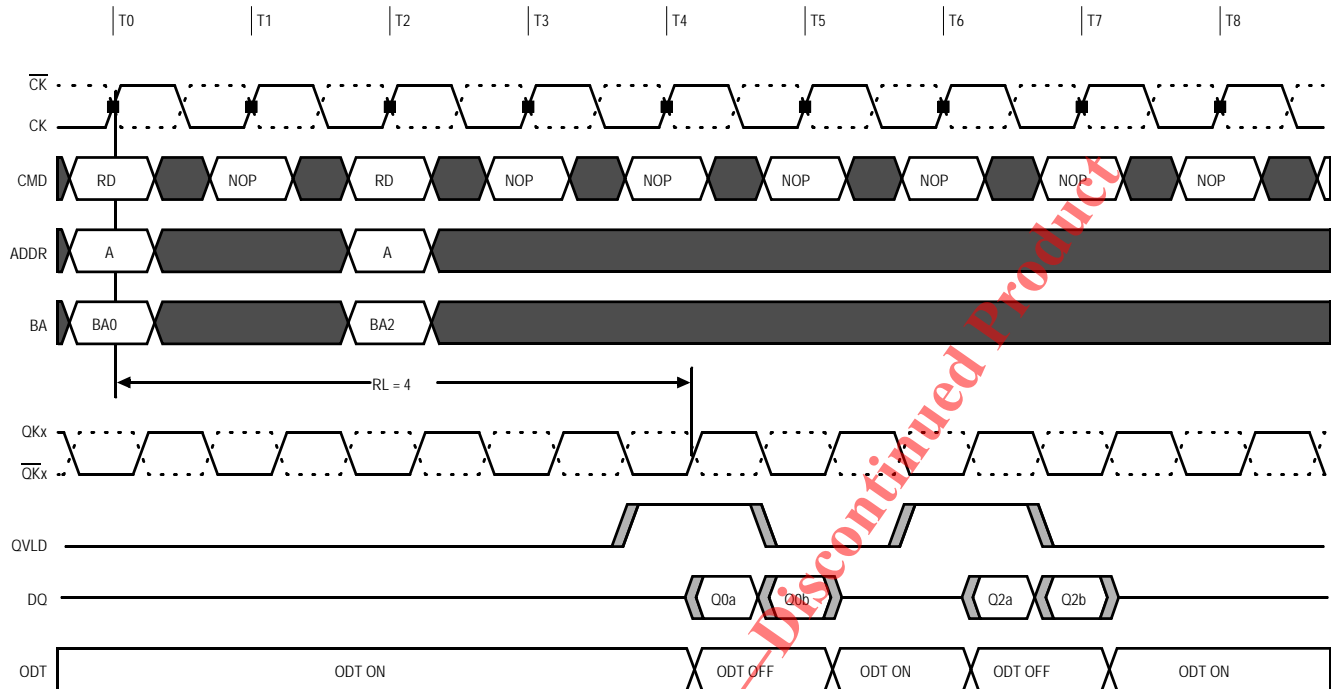 T0 T1 T2 T3 T4 T5 T6 T7 T8
CK
CK
CMD RD NOP RD NOP NOP NOP NOP NOP NOP
ADDR A A
BA BA0 BA2
RL = 4
QKx
QKx
QVLD
DQ Q0a Q0b Q2a Q2b
ODT ODT ON ODT OFF ODT ON ODT OFF ODT ON
—Discontinued Product